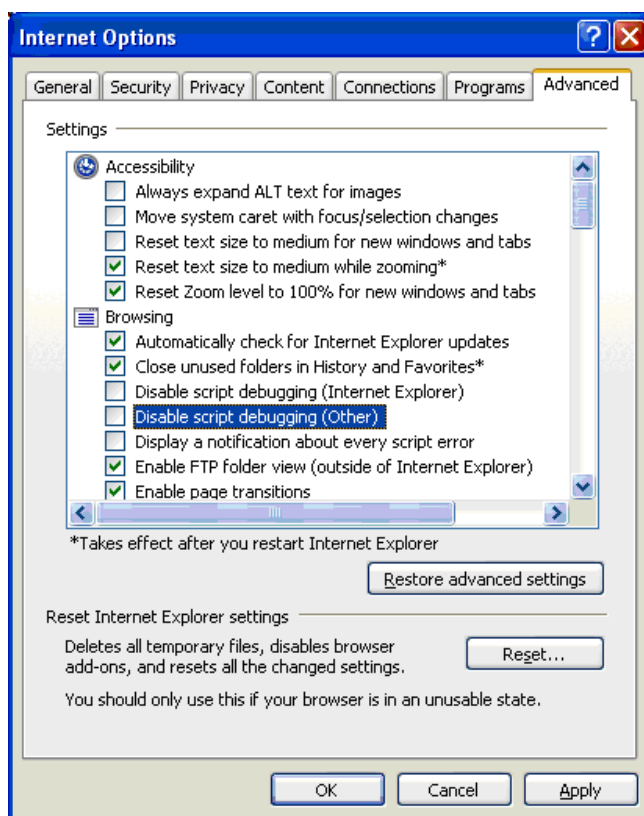 Internet Options
General Security Privacy Content Connections Programs Advanced
Settings
Accessibility
Always expand ALT text for images
Move system caret with focus/selection changes
Reset text size to medium for new windows and tabs
Reset text size to medium while zooming*
Reset Zoom level to 100% for new windows and tabs
Browsing
Automatically check for Internet Explorer updates
Close unused folders in History and Favorites*
Disable script debugging (Internet Explorer)
Disable script debugging (Other)
Display a notification about every script error
Enable FTP folder view (outside of Internet Explorer)
Enable page transitions
*Takes effect after you restart Internet Explorer
Restore advanced settings
Reset Internet Explorer settings
Deletes all temporary files, disables browser
add-ons, and resets all the changed settings.
Reset...
You should only use this if your browser is in an unusable state.
OK Cancel Apply